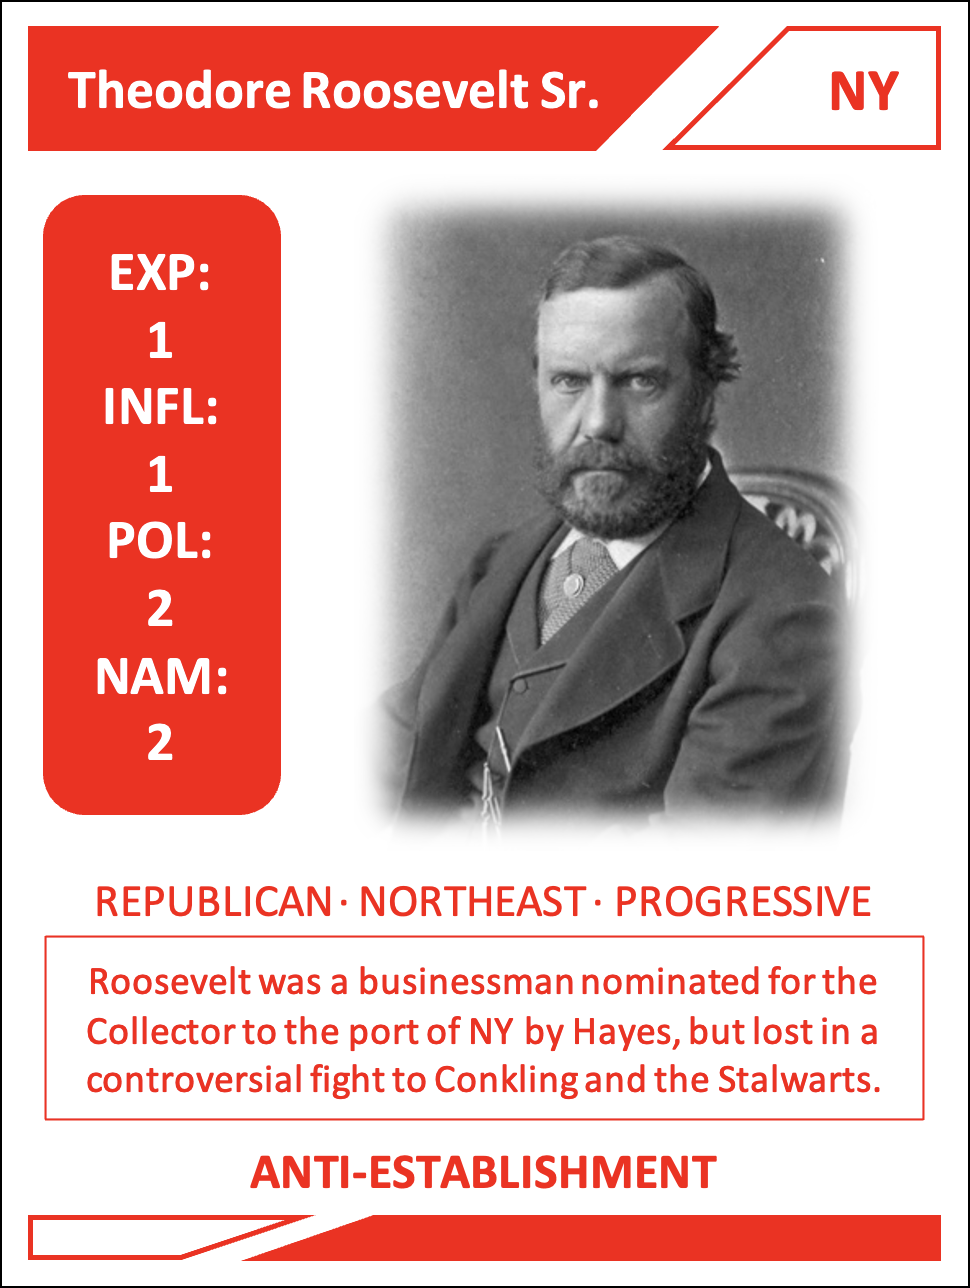 Theodore Roosevelt Sr.
NY
EXP:
1
INFL:
1
POL:
2
NAM:
2
REPUBLICAN · NORTHEAST · PROGRESSIVE
Roosevelt was a businessman nominated for the
Collector to the port of NY by Hayes, but lost in a
controversial fight to Conkling and the Stalwarts.
ANTI-ESTABLISHMENT